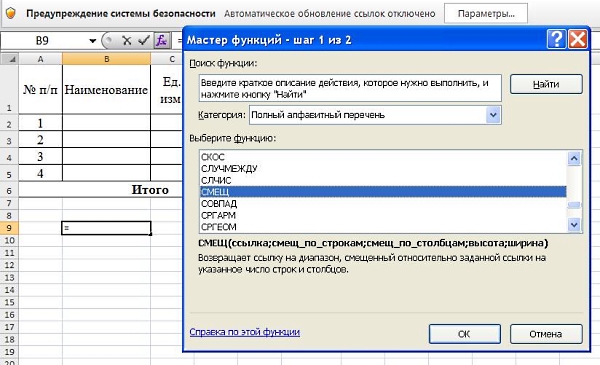 Предупреждение системы безопасности Автоматическое обновление ссылок отключено Параметры...
B9 =
A B C
1 № п/п Наименование Ед. изм
2 1
3 2
4 3
5 4
6 Итого
7
8
9 =
10
11
12
13
14
15
16
17
18
19
Мастер функций - шаг 1 из 2
Поиск функции:
Введите краткое описание действия, которое нужно выполнить, и
нажмите кнопку "Найти"
Найти
Категория: Полный алфавитный перечень
Выберите функцию:
СКОС
СЛУЧМЕЖДУ
СЛЧИС
СМЕЩ
СОВПАД
СРГАРМ
СРГЕОМ
СМЕЩ(ссылка;смещ_по_строкам;смещ_по_столбцам;высота;ширина)
Возвращает ссылку на диапазон, смещенный относительно заданной ссылки на
указанное число строк и столбцов.
Справка по этой функции
ОК Отмена